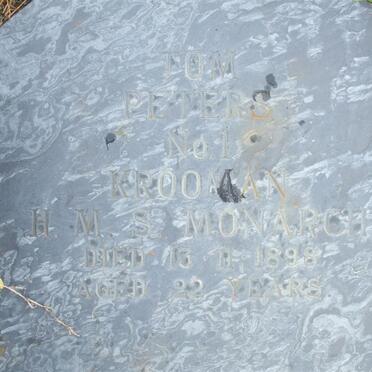 TOM
PETERS
No 1
KROOMAN
H. M. S. MONARCH
DIED 15 11 1898
AGED 22 YEARS